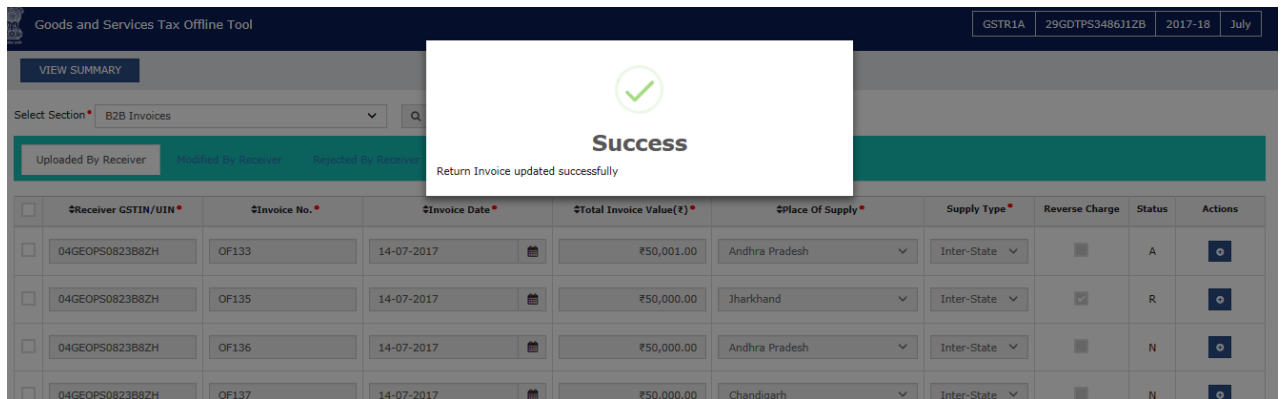 Goods and Services Tax Offline Tool
GSTR1A 29GDTPS3486J1ZB 2017-18 July
VIEW SUMMARY
Select Section• B2B Invoices
Success
Return Invoice updated successfully
Uploaded By Receiver Modified By Receiver Rejected By Receiver
Receiver GSTIN/UIN• Invoice No.• Invoice Date• Total Invoice Value(₹)• Place Of Supply• Supply Type• Reverse Charge Status Actions
04GEOPS0823B8ZH OF133 14-07-2017 ₹50,001.00 Andhra Pradesh Inter-State A
04GEOPS0823B8ZH OF135 14-07-2017 ₹50,000.00 Jharkhand Inter-State R
04GEOPS0823B8ZH OF136 14-07-2017 ₹50,000.00 Andhra Pradesh Inter-State N
04GEOPS0823B8ZH OF137 14-07-2017 ₹50,000.00 Chandigarh Inter-State N